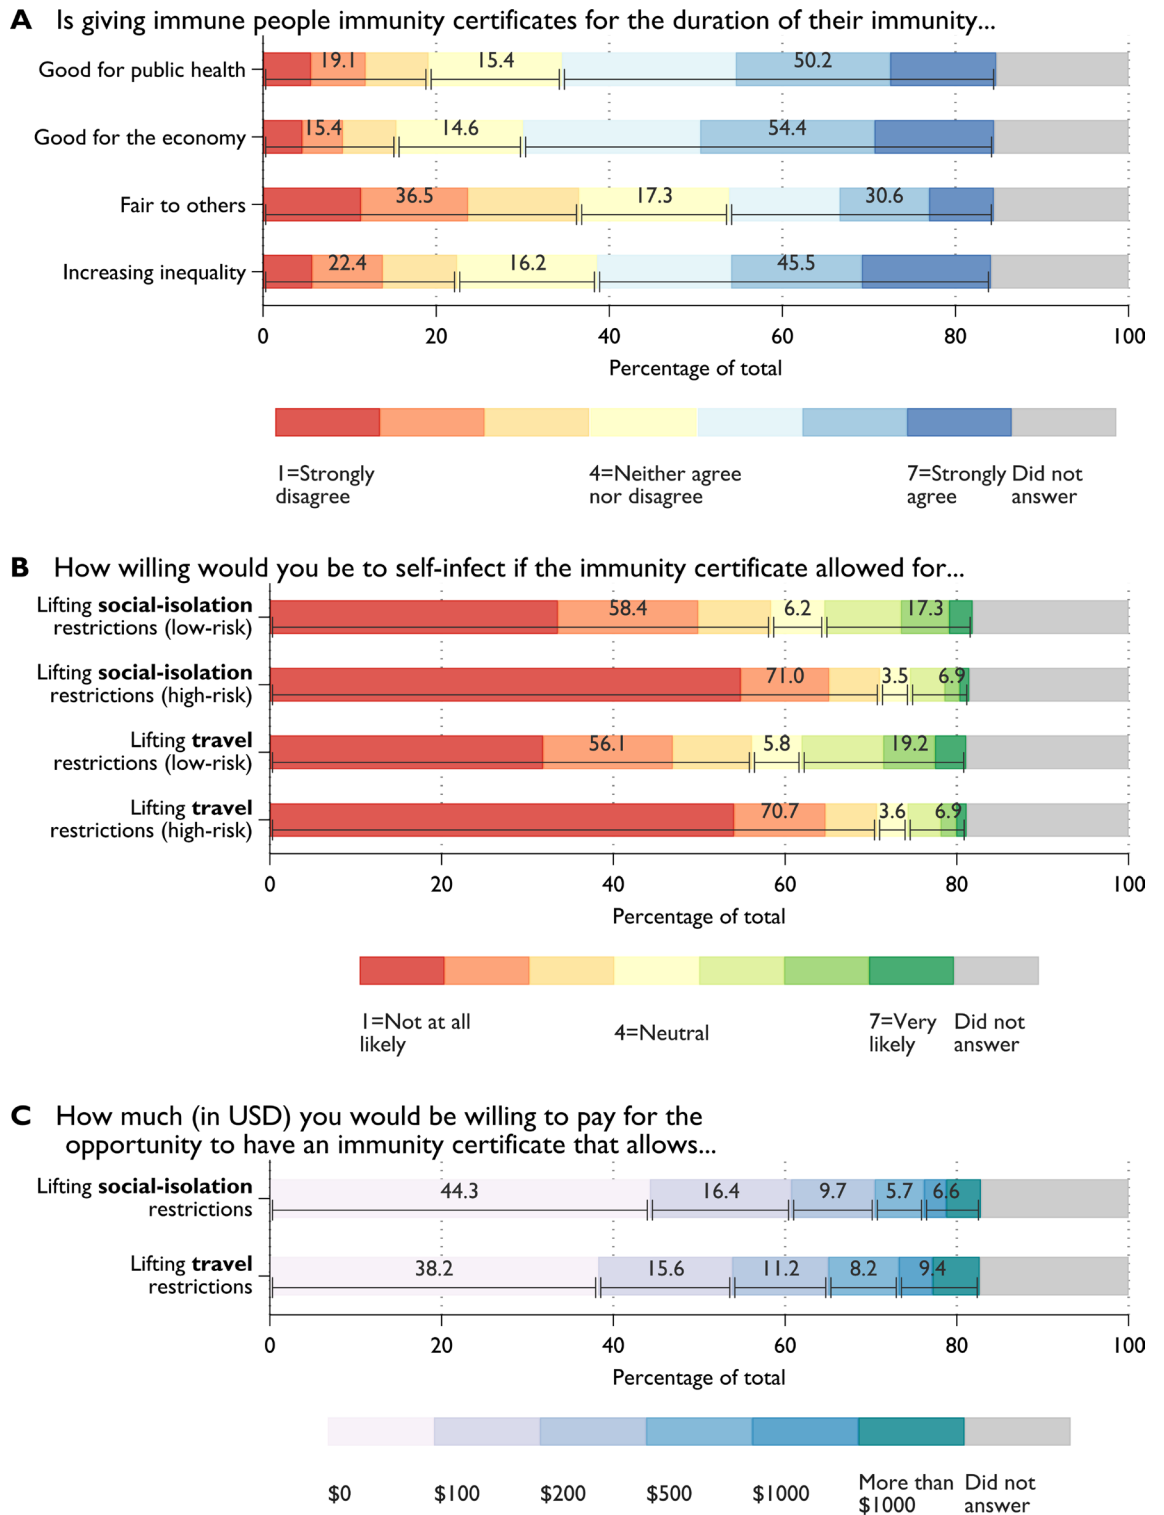 A Is giving immune people immunity certificates for the duration of their immunity...
Good for public health 19.1 15.4 50.2
Good for the economy 15.4 14.6 54.4
Fair to others 36.5 17.3 30.6
Increasing inequality 22.4 16.2 45.5
0 20 40 60 80 100
Percentage of total
1=Strongly 4=Neither agree 7=Strongly Did not
disagree nor disagree agree answer
B How willing would you be to self-infect if the immunity certificate allowed for...
Lifting social-isolation 58.4 6.2 17.3
restrictions (low-risk)
Lifting social-isolation 71.0 3.5 6.9
restrictions (high-risk)
Lifting travel 56.1 5.8 19.2
restrictions (low-risk)
Lifting travel 70.7 3.6 6.9
restrictions (high-risk)
0 20 40 60 80 100
Percentage of total
1=Not at all 4=Neutral 7=Very Did not
likely likely answer
C How much (in USD) you would be willing to pay for the
opportunity to have an immunity certificate that allows...
Lifting social-isolation 44.3 16.4 9.7 5.7 6.6
restrictions
Lifting travel 38.2 15.6 11.2 8.2 9.4
restrictions
0 20 40 60 80 100
Percentage of total
$0 $100 $200 $500 $1000 More than Did not
$1000 answer